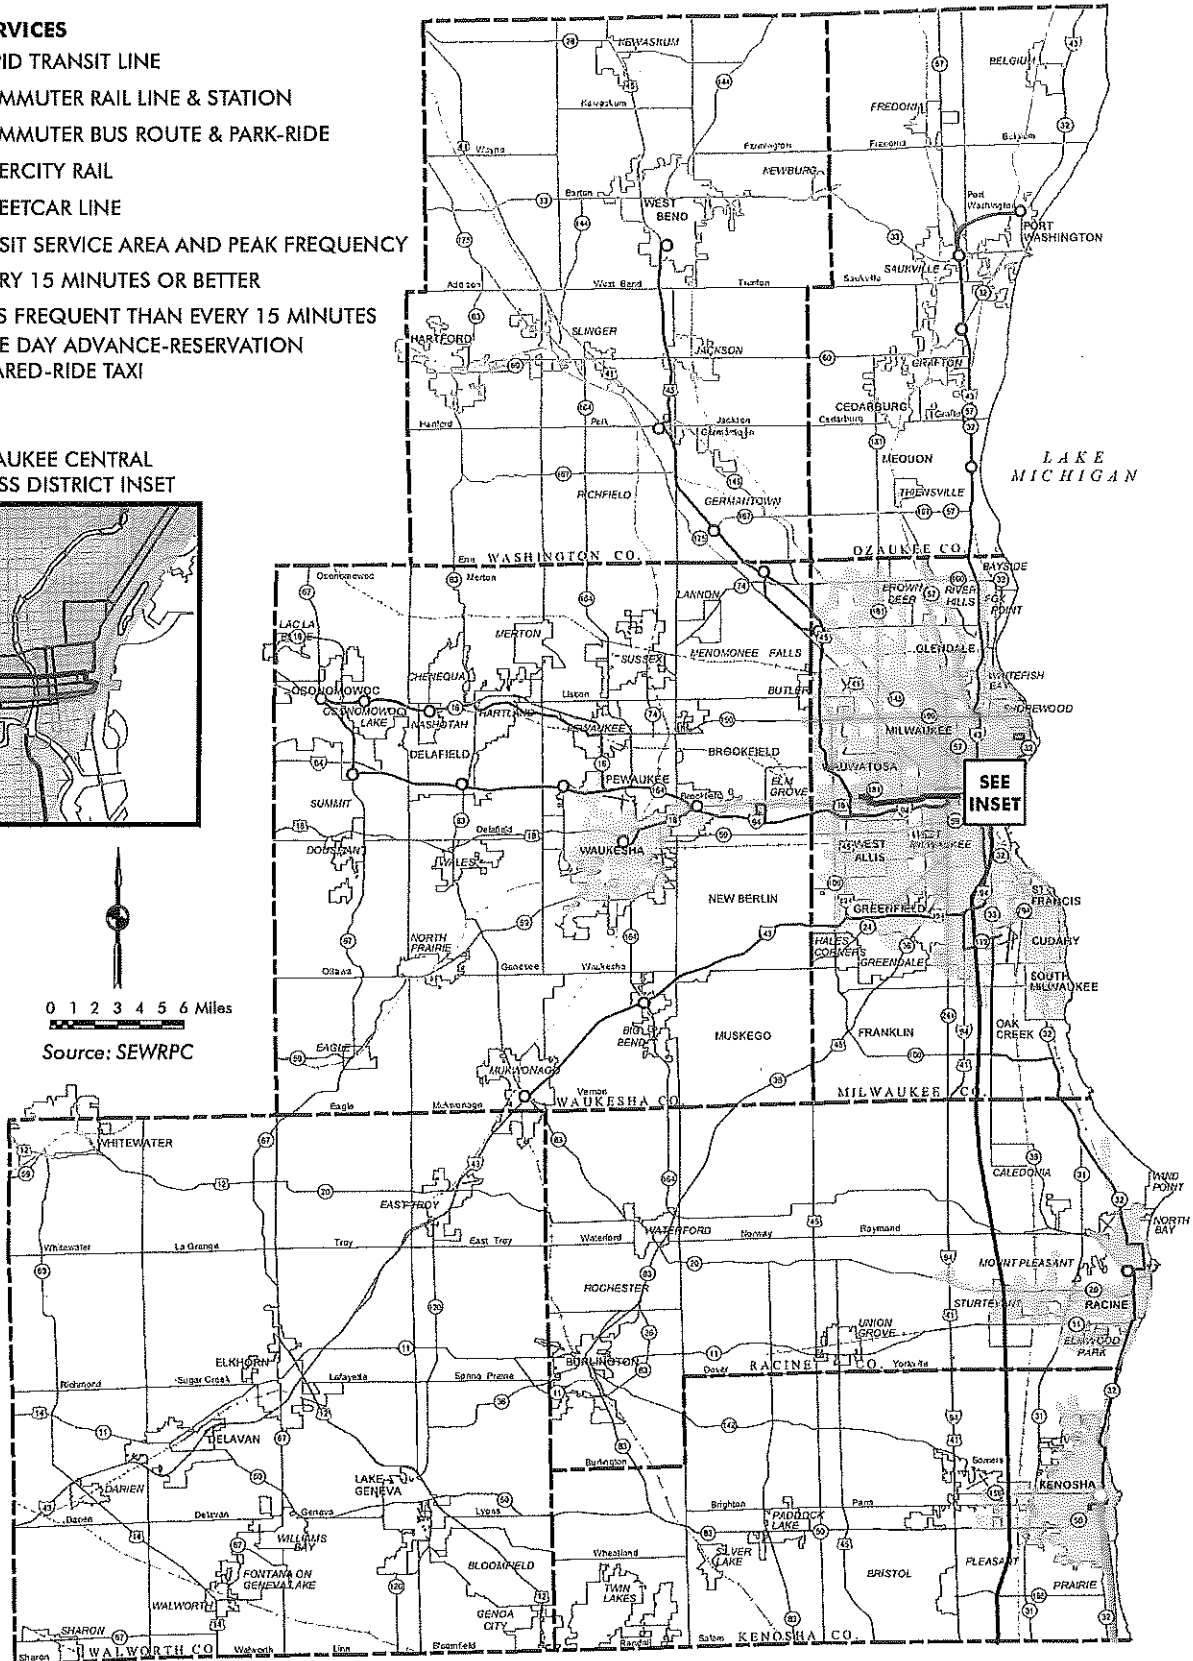 RVICES
PID TRANSIT LINE
MMUTER RAIL LINE & STATION
MMUTER BUS ROUTE & PARK-RIDE
ERCITY RAIL
EETCAR LINE
SIT SERVICE AREA AND PEAK FREQUENCY
RY 15 MINUTES OR BETTER
S FREQUENT THAN EVERY 15 MINUTES
E DAY ADVANCE-RESERVATION
ARED-RIDE TAXI
AUKEE CENTRAL
SS DISTRICT INSET
0 1 2 3 4 5 6 Miles
Source: SEWRPC
KEWASKUM
Kewaskum
BELGIUM
FREDONIA
Belgium
Wayne
Farmington
Fredonia
NEWBURG
Barton
WEST
BEND
Port
Washington
PORT
WASHINGTON
SAUKVILLE
Addison
West Bend
Trenton
Saukville
HARTFORD
SLINGER
JACKSON
GRAFTON
CEDARBURG
Grafton
Hartford
Polk
Jackson
Germantown
Cedarburg
MEQUON
LAKE
MICHIGAN
RICHFIELD
GERMANTOWN
THIENSVILLE
Erin
WASHINGTON CO.
OZAUKEE CO.
Oconomowoc
Merton
LANNON
BAYSIDE
BROWN
DEER
RIVER
HILLS
FOX
POINT
LAC LA
BELLE
MERTON
SUSSEX
MENOMONEE FALLS
GLENDALE
CHENEQUA
BUTLER
WHITEFISH
BAY
OCONOMOWOC
OCONOMOWOC
LAKE
NASHOTAH
HARTLAND
Lisbon
PEWAUKEE
SHOREWOOD
MILWAUKEE
DELAFIELD
BROOKFIELD
WAUWATOSA
SUMMIT
PEWAUKEE
Brookfield
ELM
GROVE
SEE
INSET
Delafield
DOUSMAN
WALES
WAUKESHA
WEST
ALLIS
WEST
MILWAUKEE
NEW BERLIN
ST.
FRANCIS
GREENFIELD
NORTH
PRAIRIE
HALES
CORNERS
GREENDALE
CUDAHY
Ottawa
Genesee
Waukesha
SOUTH
MILWAUKEE
BIG
BEND
MUSKEGO
FRANKLIN
OAK
CREEK
EAGLE
MUKWONAGO
Eagle
Mukwonago
Vernon
WAUKESHA CO.
MILWAUKEE CO.
WHITEWATER
CALEDONIA
WIND
POINT
EAST TROY
WATERFORD
NORTH
BAY
Whitewater
La Grange
Troy
East Troy
Waterford
Norway
Raymond
MOUNT PLEASANT
ROCHESTER
STURTEVANT
RACINE
UNION
GROVE
ELMWOOD
PARK
ELKHORN
BURLINGTON
Dover
RACINE CO.
Yorkville
Richmond
Sugar Creek
Lafayette
Spring Prairie
DELAVAN
Burlington
Somers
LAKE
GENEVA
KENOSHA
DARIEN
Darien
Delavan
Geneva
Lyons
Brighton
Paris
WILLIAMS
BAY
PADDOCK
LAKE
FONTANA ON
GENEVA LAKE
BLOOMFIELD
Wheatland
SILVER
LAKE
PLEASANT
PRAIRIE
WALWORTH
TWIN
LAKES
BRISTOL
GENOA
CITY
SHARON
Sharon
WALWORTH CO.
Walworth
Linn
Bloomfield
Randall
Salem
KENOSHA CO.